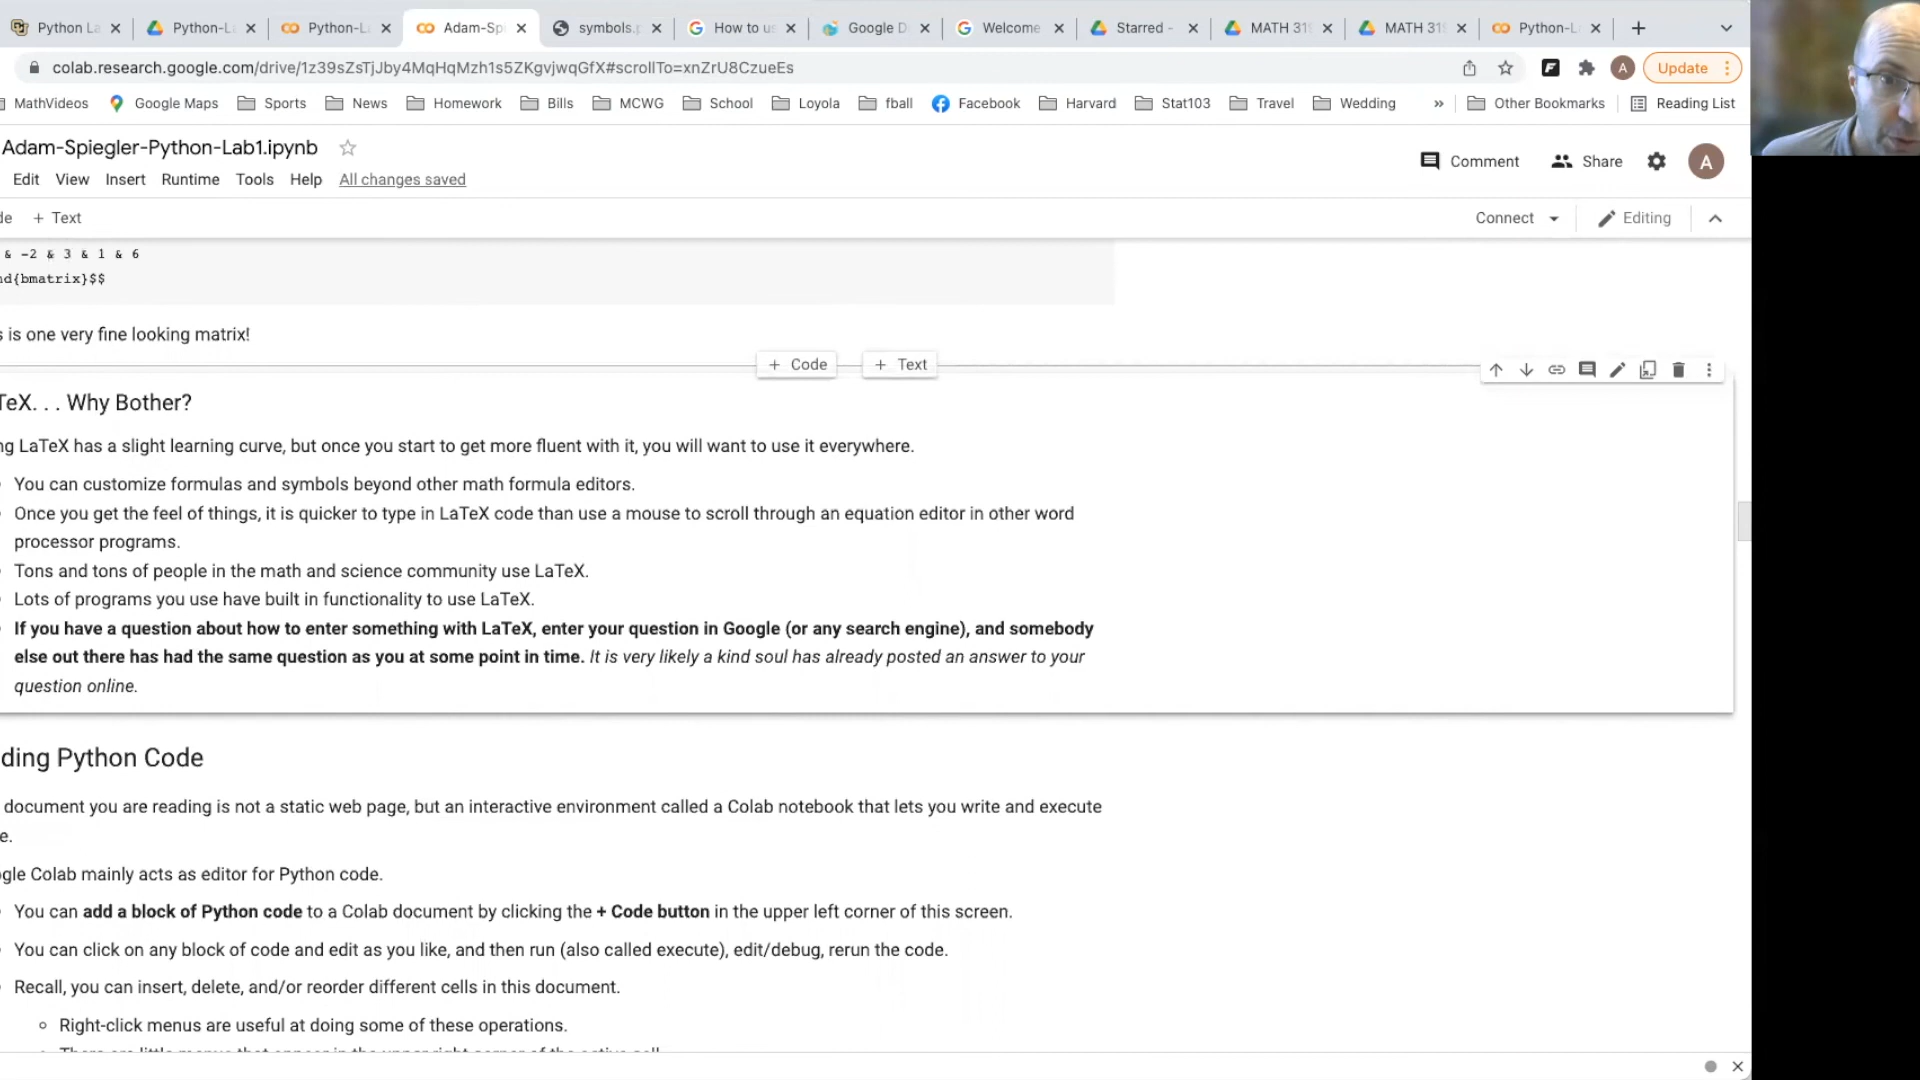 Python La
Python-L
Python-L
Adam-Sp
symbols.
How to us
Google D
Welcome
Starred -
MATH 31
MATH 31
Python-L
colab.research.google.com/drive/1z39sZsTjJby4MqHqMzh1s5ZKgvjwqGfX#scrollTo=xnZrU8CzueEs
A
Update
MathVideos
Google Maps
Sports
News
Homework
Bills
MCWG
School
Loyola
fball
Facebook
Harvard
Stat103
Travel
Wedding
»
Other Bookmarks
Reading List
Adam-Spiegler-Python-Lab1.ipynb
Comment
Share
A
Edit View Insert Runtime Tools Help All changes saved
de + Text
Connect
Editing
& -2 & 3 & 1 & 6
nd{bmatrix}$$
s is one very fine looking matrix!
+ Code
+ Text
TeX. . . Why Bother?
ng LaTeX has a slight learning curve, but once you start to get more fluent with it, you will want to use it everywhere.
You can customize formulas and symbols beyond other math formula editors.
Once you get the feel of things, it is quicker to type in LaTeX code than use a mouse to scroll through an equation editor in other word
processor programs.
Tons and tons of people in the math and science community use LaTeX.
Lots of programs you use have built in functionality to use LaTeX.
If you have a question about how to enter something with LaTeX, enter your question in Google (or any search engine), and somebody
else out there has had the same question as you at some point in time. It is very likely a kind soul has already posted an answer to your
question online.
ding Python Code
document you are reading is not a static web page, but an interactive environment called a Colab notebook that lets you write and execute
e.
gle Colab mainly acts as editor for Python code.
You can add a block of Python code to a Colab document by clicking the + Code button in the upper left corner of this screen.
You can click on any block of code and edit as you like, and then run (also called execute), edit/debug, rerun the code.
Recall, you can insert, delete, and/or reorder different cells in this document.
Right-click menus are useful at doing some of these operations.